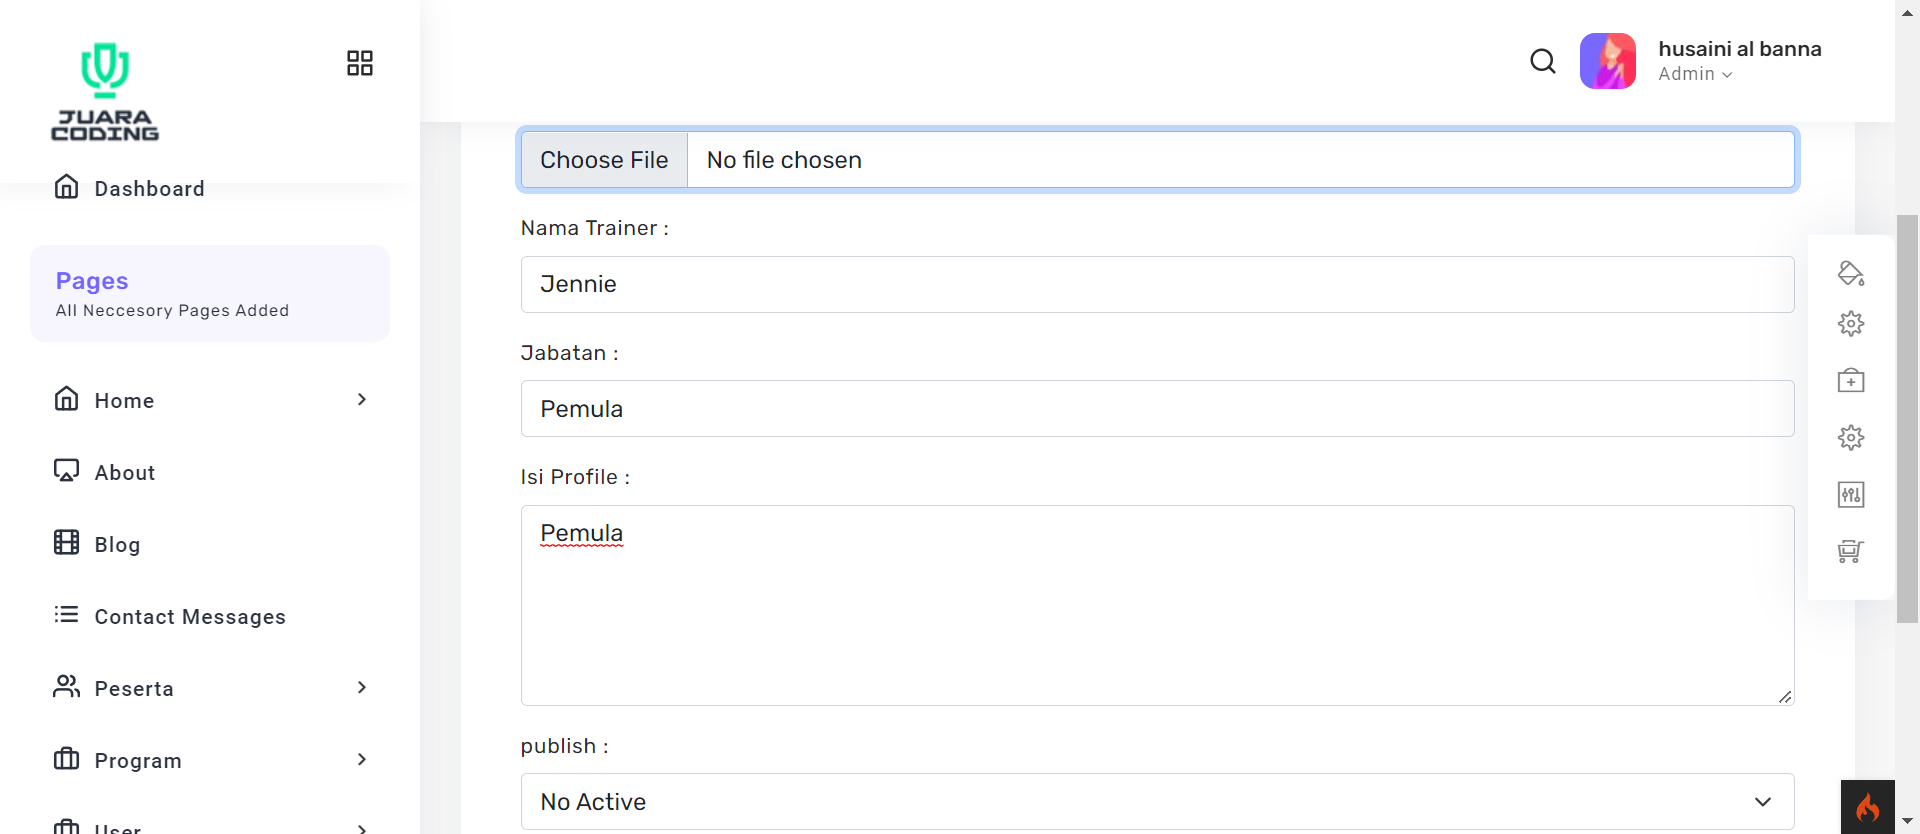 JUARA
CODING
husaini al banna
Admin
Dashboard
Pages
All Neccesory Pages Added
Home
About
Blog
Contact Messages
Peserta
Program
User
Choose File
No file chosen
Nama Trainer :
Jennie
Jabatan :
Pemula
Isi Profile :
Pemula
publish :
No Active